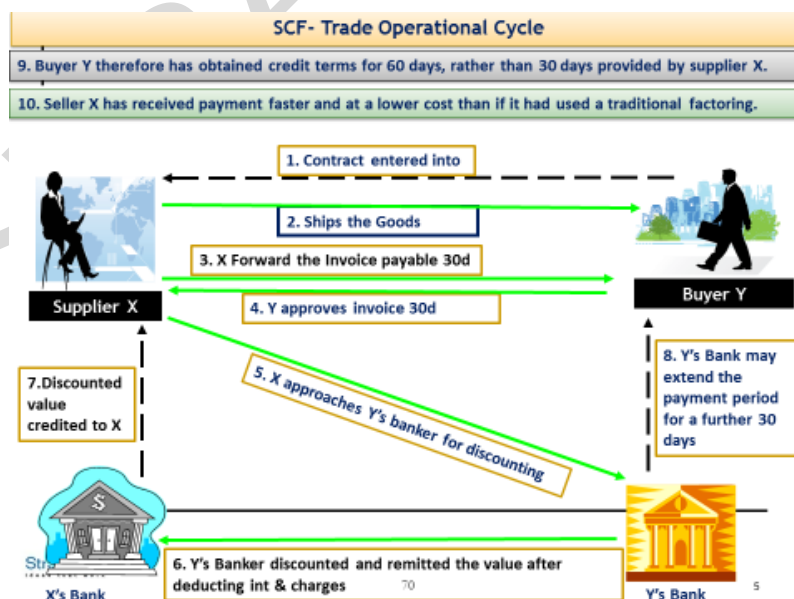 SCF- Trade Operational Cycle
9. Buyer Y therefore has obtained credit terms for 60 days, rather than 30 days provided by supplier X.
10. Seller X has received payment faster and at a lower cost than if it had used a traditional factoring.
1. Contract entered into
2. Ships the Goods
3. X Forward the Invoice payable 30d
Supplier X
4. Y approves invoice 30d
Buyer Y
5. X approaches Y's banker for discounting
7.Discounted
value
credited to X
8. Y's Bank may
extend the
payment period
for a further 30
days
$
6. Y's Banker discounted and remitted the value after
deducting int & charges
70
5
X's Bank
Y's Bank